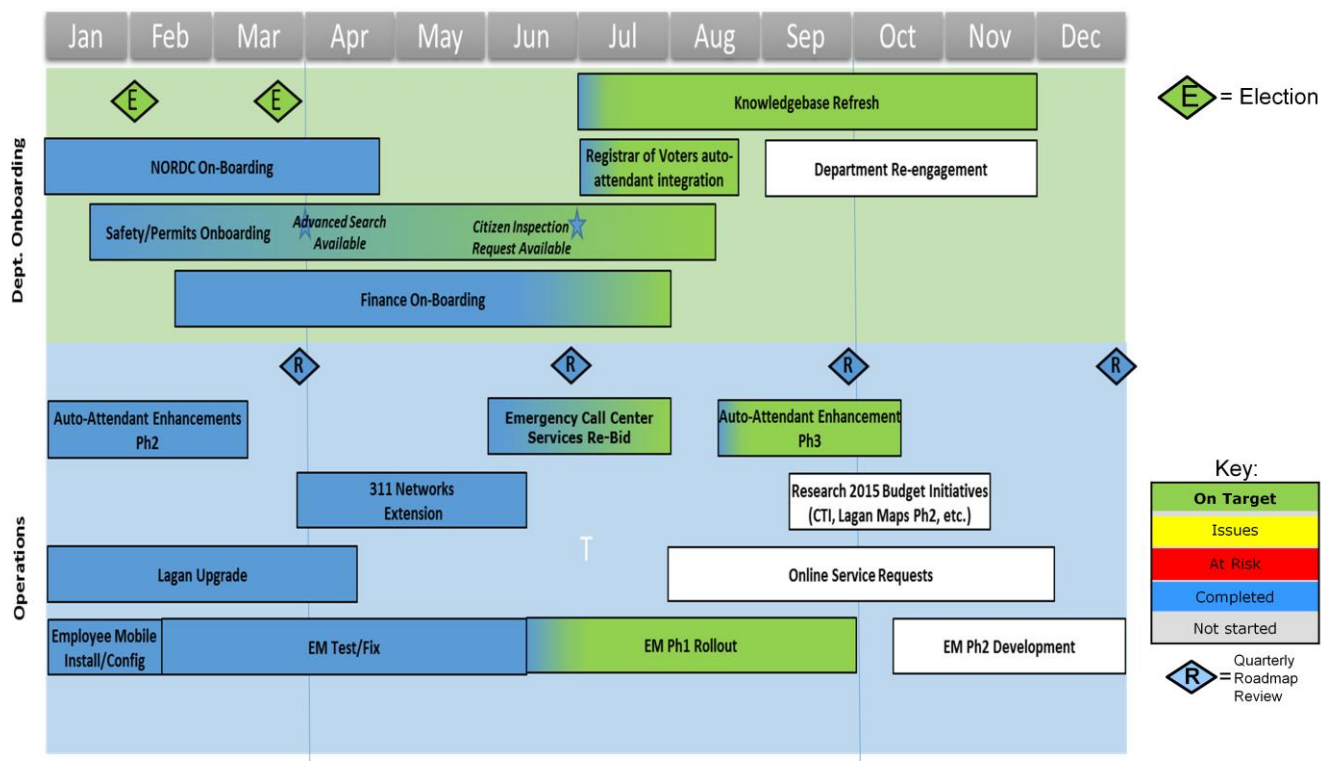 Jan Feb Mar Apr May Jun Jul Aug Sep Oct Nov Dec
Dept. Onboarding
E
E
Knowledgebase Refresh
E = Election
NORDC On-Boarding
Registrar of Voters auto-
attendant integration
Department Re-engagement
Safety/Permits Onboarding
Advanced Search
Available
Citizen Inspection
Request Available
Finance On-Boarding
Operations
R
R
R
R
Auto-Attendant Enhancements
Ph2
Emergency Call Center
Services Re-Bid
Auto-Attendant Enhancement
Ph3
311 Networks
Extension
Research 2015 Budget Initiatives
(CTI, Lagan Maps Ph2, etc.)
T
Lagan Upgrade
Online Service Requests
Employee Mobile
Install/Config
EM Test/Fix
EM Ph1 Rollout
EM Ph2 Development
Key:
On Target
Issues
At Risk
Completed
Not started
R = Quarterly
Roadmap
Review